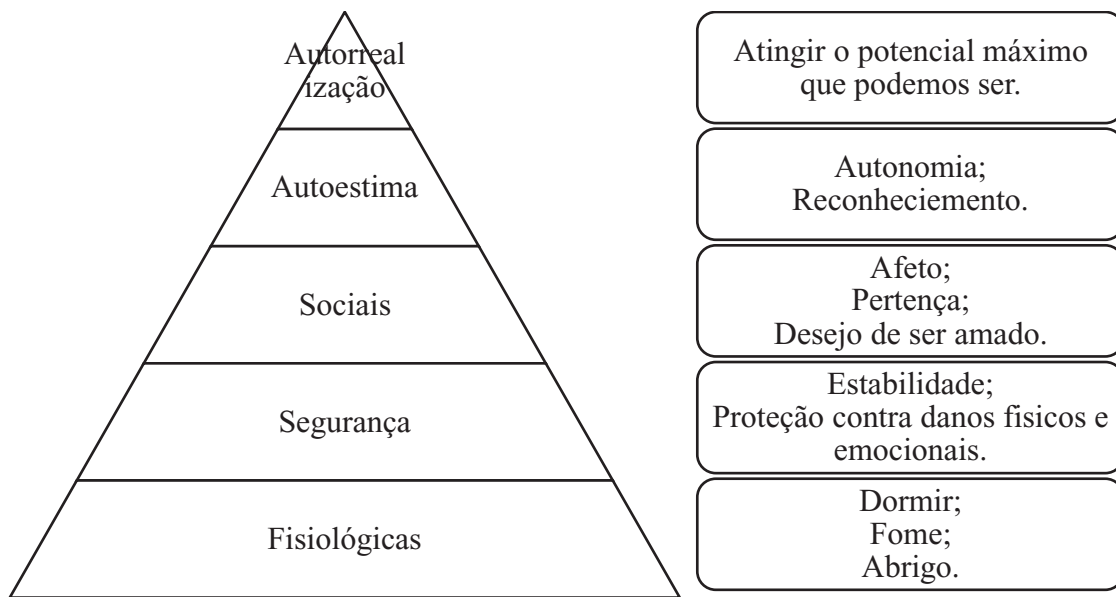 Autorreal
ização
Atingir o potencial máximo
que podemos ser.
Autoestima
Autonomia;
Reconheciemento.
Sociais
Afeto;
Pertença;
Desejo de ser amado.
Segurança
Estabilidade;
Proteção contra danos fisicos e
emocionais.
Fisiológicas
Dormir;
Fome;
Abrigo.